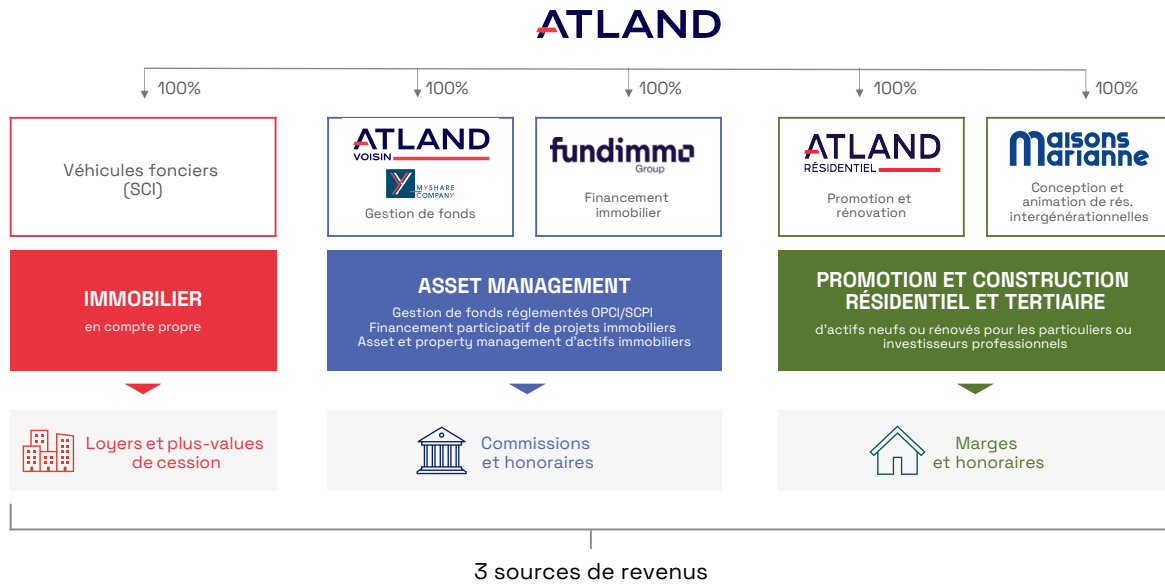 ATLAND
100%
100%
100%
100%
100%
Véhicules fonciers
(SCI)
ATLAND
VOISIN
MYSHARE
COMPANY
Gestion de fonds
fundimmo
Group
Financement
immobilier
ATLAND
RÉSIDENTIEL
Promotion et
rénovation
Maisons
Marianne
Conception et
animation de rés.
intergénérationnelles
IMMOBILIER
en compte propre
ASSET MANAGEMENT
Gestion de fonds réglementés OPCI/SCPI
Financement participatif de projets immobiliers
Asset et property management d'actifs immobiliers
PROMOTION ET CONSTRUCTION
RÉSIDENTIEL ET TERTIAIRE
d'actifs neufs ou rénovés pour les particuliers ou
investisseurs professionnels
Loyers et plus-values
de cession
Commissions
et honoraires
Marges
et honoraires
3 sources de revenus